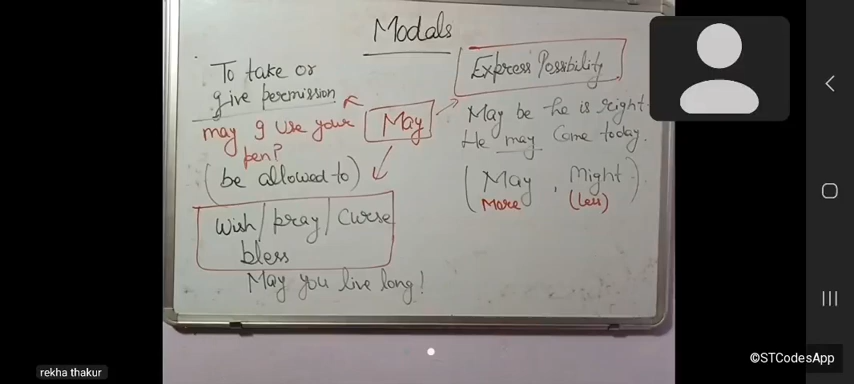 Modals
To take or
give permission
may I use your
pen?
(be allowed to)
May
Express Possibility
May be he is right.
He may come today.
(May, Might)
More (less)
Wish/pray/Curse
bless
May you live long!
rekha thakur
©STCodesApp